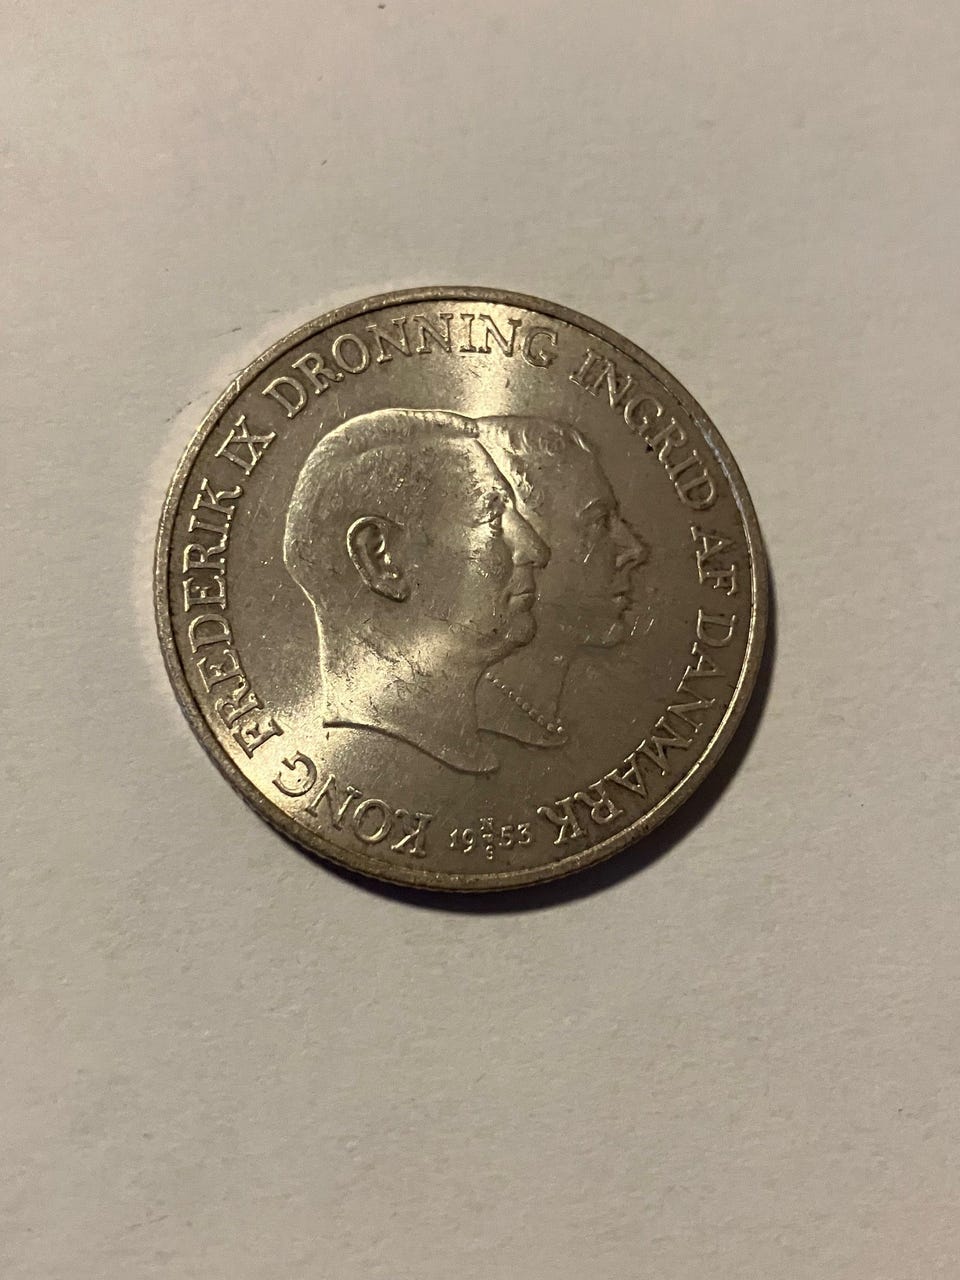 KONG FREDERIK IX DRONNING INGRID AF DANMARK
19 53
N
S